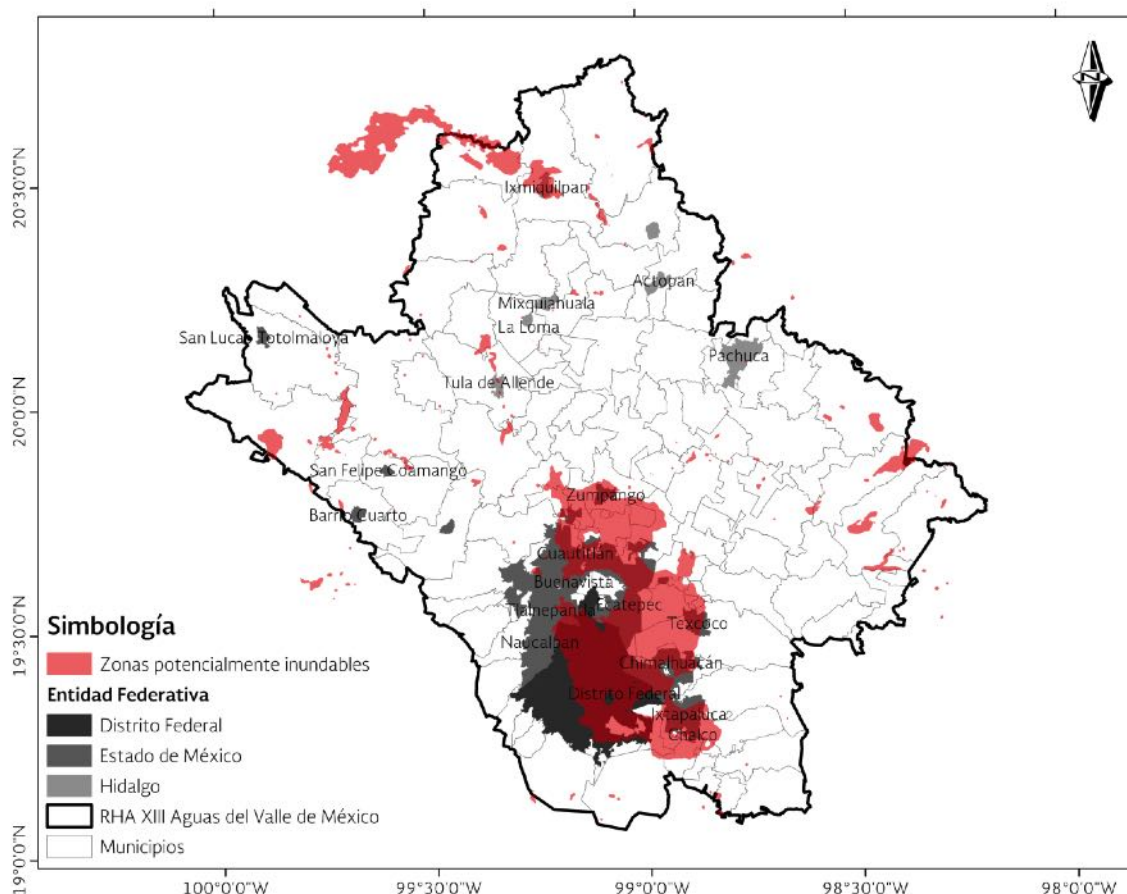 N
20°30'0"N
20°0'0"N
19°30'0"N
19°0'0"N
Ixmiquilpan
Actopan
Mixquiahuala
La Loma
San Lucas Totolmaloya
Pachuca
Tula de Allende
San Felipe Coamango
Zumpango
Barrio Cuarto
Cuautitlán
Buenavista
Ecatepec
Tlalnepantla
Texcoco
Naucalpan
Chimalhuacán
Distrito Federal
Ixtapaluca
Chalco
Simbología
Zonas potencialmente inundables
Entidad Federativa
Distrito Federal
Estado de México
Hidalgo
RHA XIII Aguas del Valle de México
Municipios
100°0'0"W
99°30'0"W
99°0'0"W
98°30'0"W
98°0'0"W